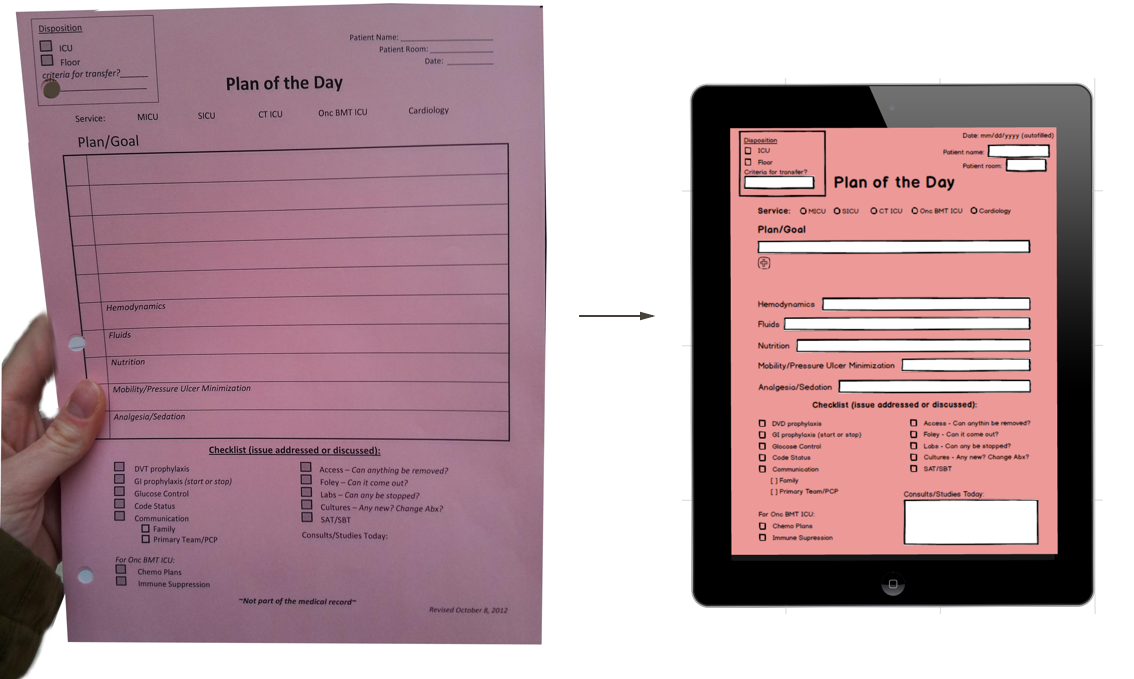 Disposition
ICU
Floor
criteria for transfer?______
Patient Name: ____________________
Patient Room: ______________
Date: __________
Plan of the Day
Service: MICU SICU CT ICU Onc BMT ICU Cardiology
Plan/Goal
Hemodynamics
Fluids
Nutrition
Mobility/Pressure Ulcer Minimization
Analgesia/Sedation
Checklist (issue addressed or discussed):
DVT prophylaxis
GI prophylaxis (start or stop)
Glucose Control
Code Status
Communication
Family
Primary Team/PCP
For Onc BMT ICU:
Chemo Plans
Immune Suppression
Access – Can anything be removed?
Foley – Can it come out?
Labs – Can any be stopped?
Cultures – Any new? Change Abx?
SAT/SBT
Consults/Studies Today:
~Not part of the medical record~
Revised October 8, 2012
Disposition
ICU
Floor
Criteria for transfer?
Date: mm/dd/yyyy (autofilled)
Patient name:
Patient room:
Plan of the Day
Service: MICU SICU CT ICU Onc BMT ICU Cardiology
Plan/Goal
Hemodynamics
Fluids
Nutrition
Mobility/Pressure Ulcer Minimization
Analgesia/Sedation
Checklist (issue addressed or discussed):
DVD prophylaxis
GI prophylaxis (start or stop)
Glocose Control
Code Status
Communication
[ ] Family
[ ] Primary Team/PCP
For Onc BMT ICU:
Chemo Plans
Immune Supression
Access - Can anythin be removed?
Foley - Can it come out?
Labs - Can any be stopped?
Cultures - Any new? Change Abx?
SAT/SBT
Consults/Studies Today: